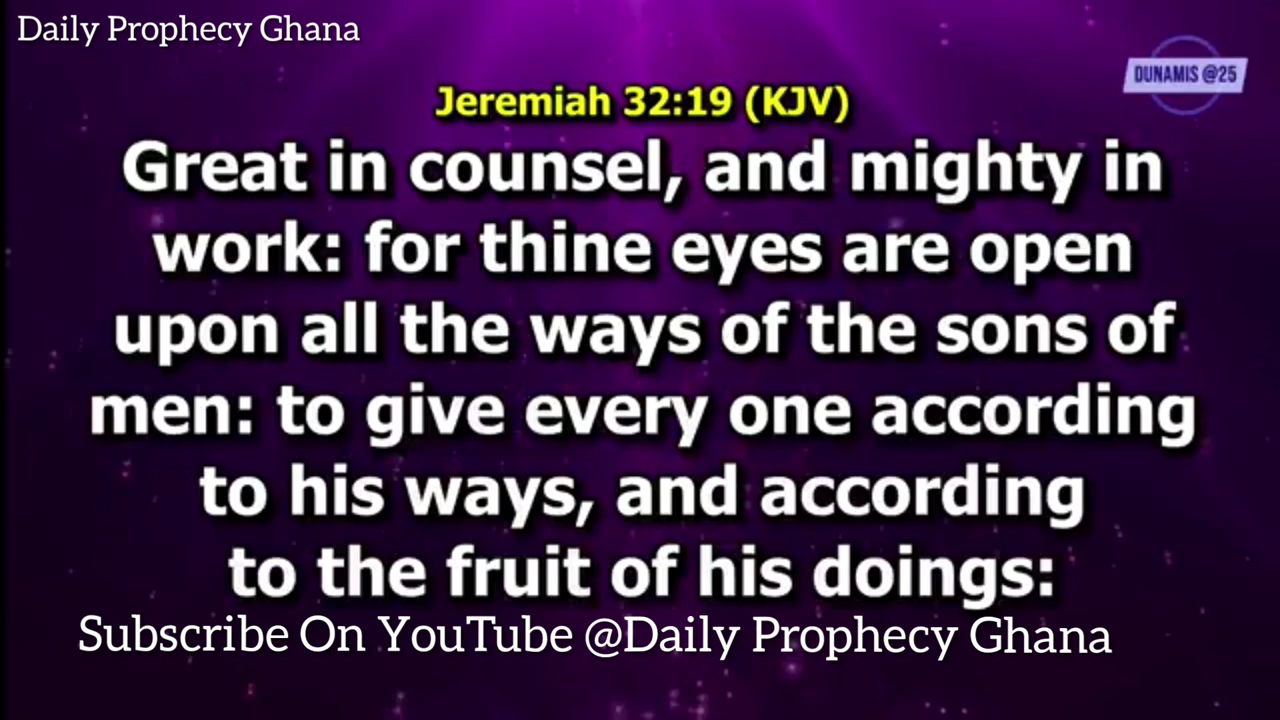 Daily Prophecy Ghana
DUNAMIS @25
Jeremiah 32:19 (KJV)
Great in counsel, and mighty in
work: for thine eyes are open
upon all the ways of the sons of
men: to give every one according
to his ways, and according
to the fruit of his doings:
Subscribe On YouTube @Daily Prophecy Ghana